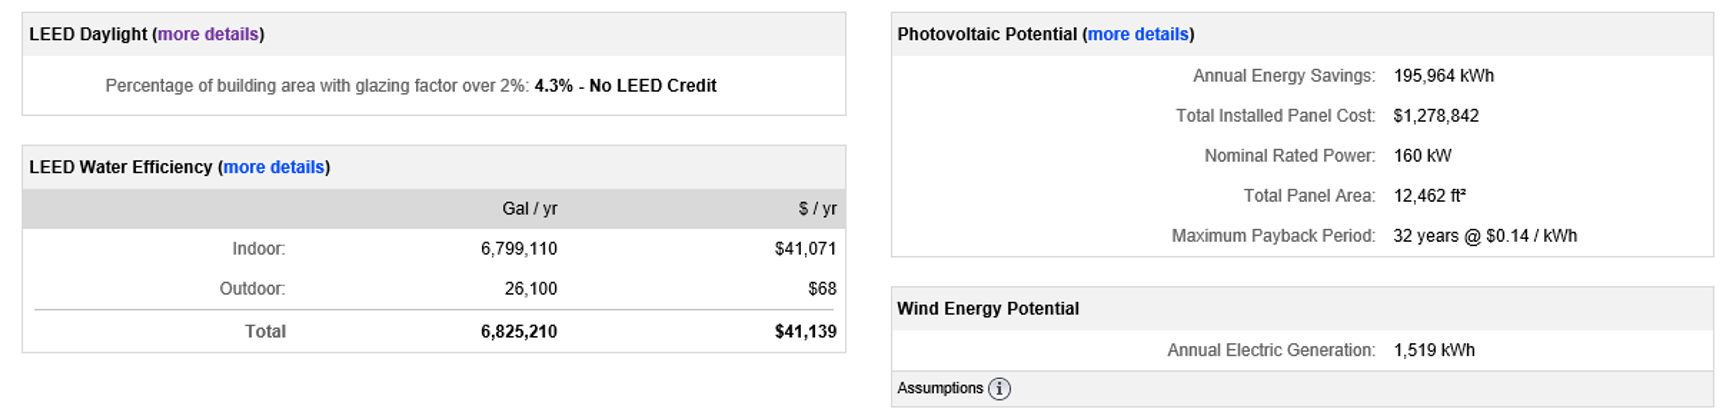 LEED Daylight (more details)
Percentage of building area with glazing factor over 2%: 4.3% - No LEED Credit
LEED Water Efficiency (more details)
Gal / yr $ / yr
Indoor: 6,799,110 $41,071
Outdoor: 26,100 $68
Total 6,825,210 $41,139
Photovoltaic Potential (more details)
Annual Energy Savings: 195,964 kWh
Total Installed Panel Cost: $1,278,842
Nominal Rated Power: 160 kW
Total Panel Area: 12,462 ft²
Maximum Payback Period: 32 years @ $0.14 / kWh
Wind Energy Potential
Annual Electric Generation: 1,519 kWh
Assumptions i